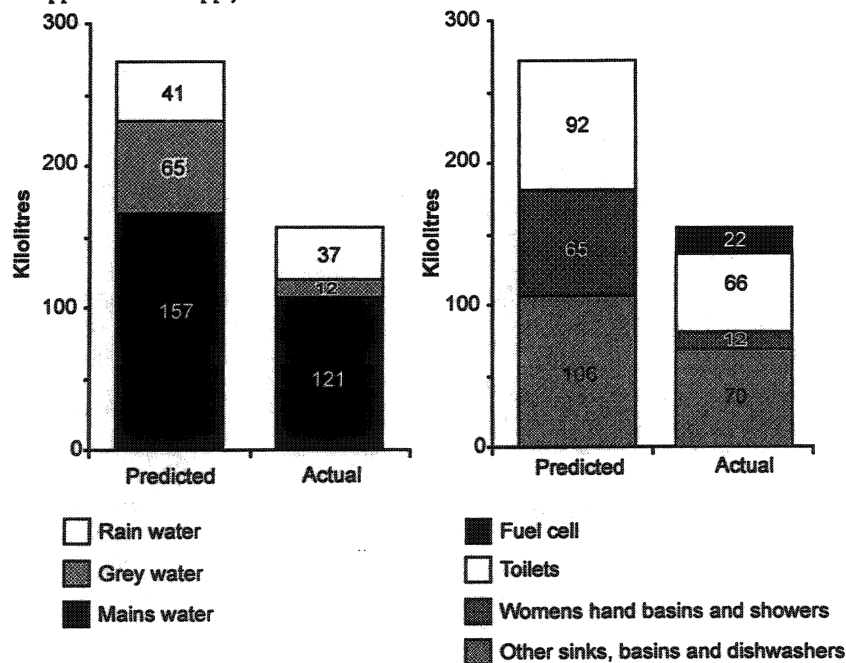 300
200
100
0
Kilolitres
41
65
157
37
12
121
Predicted
Actual
Rain water
Grey water
Mains water
300
200
100
0
Kilolitres
92
65
106
22
66
12
70
Predicted
Actual
Fuel cell
Toilets
Womens hand basins and showers
Other sinks, basins and dishwashers